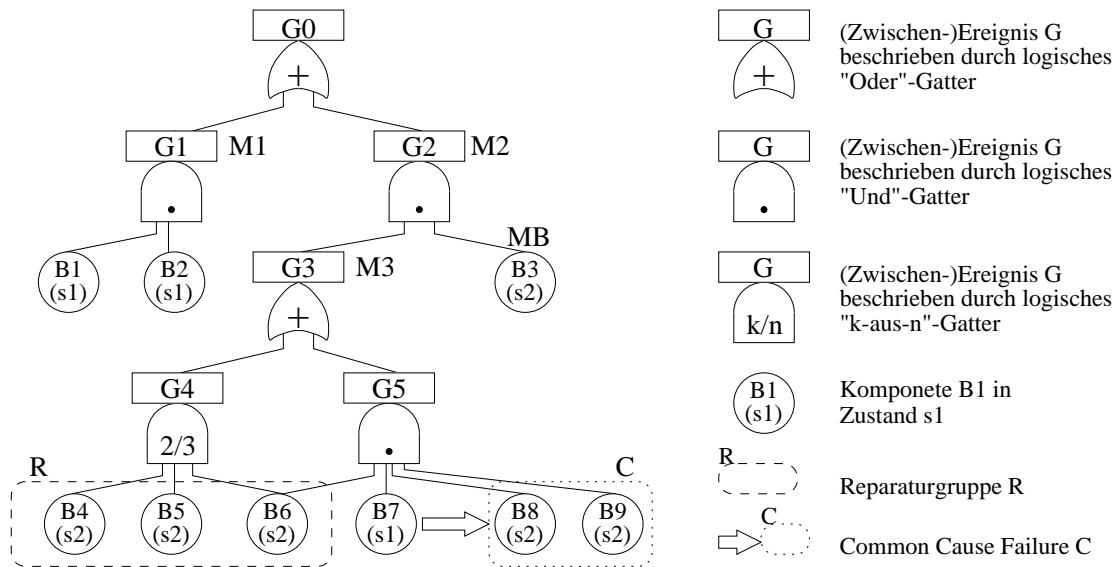 G0
+
G1 M1
G2 M2
MB
B1
(s1)
B2
(s1)
G3 M3
B3
(s2)
+
G4
G5
2/3
R
C
B4
(s2)
B5
(s2)
B6
(s2)
B7
(s1)
B8
(s2)
B9
(s2)
G
+
(Zwischen-)Ereignis G
beschrieben durch logisches
"Oder"-Gatter
G
(Zwischen-)Ereignis G
beschrieben durch logisches
"Und"-Gatter
G
k/n
(Zwischen-)Ereignis G
beschrieben durch logisches
"k-aus-n"-Gatter
B1
(s1)
Komponete B1 in
Zustand s1
R
Reparaturgruppe R
C
Common Cause Failure C